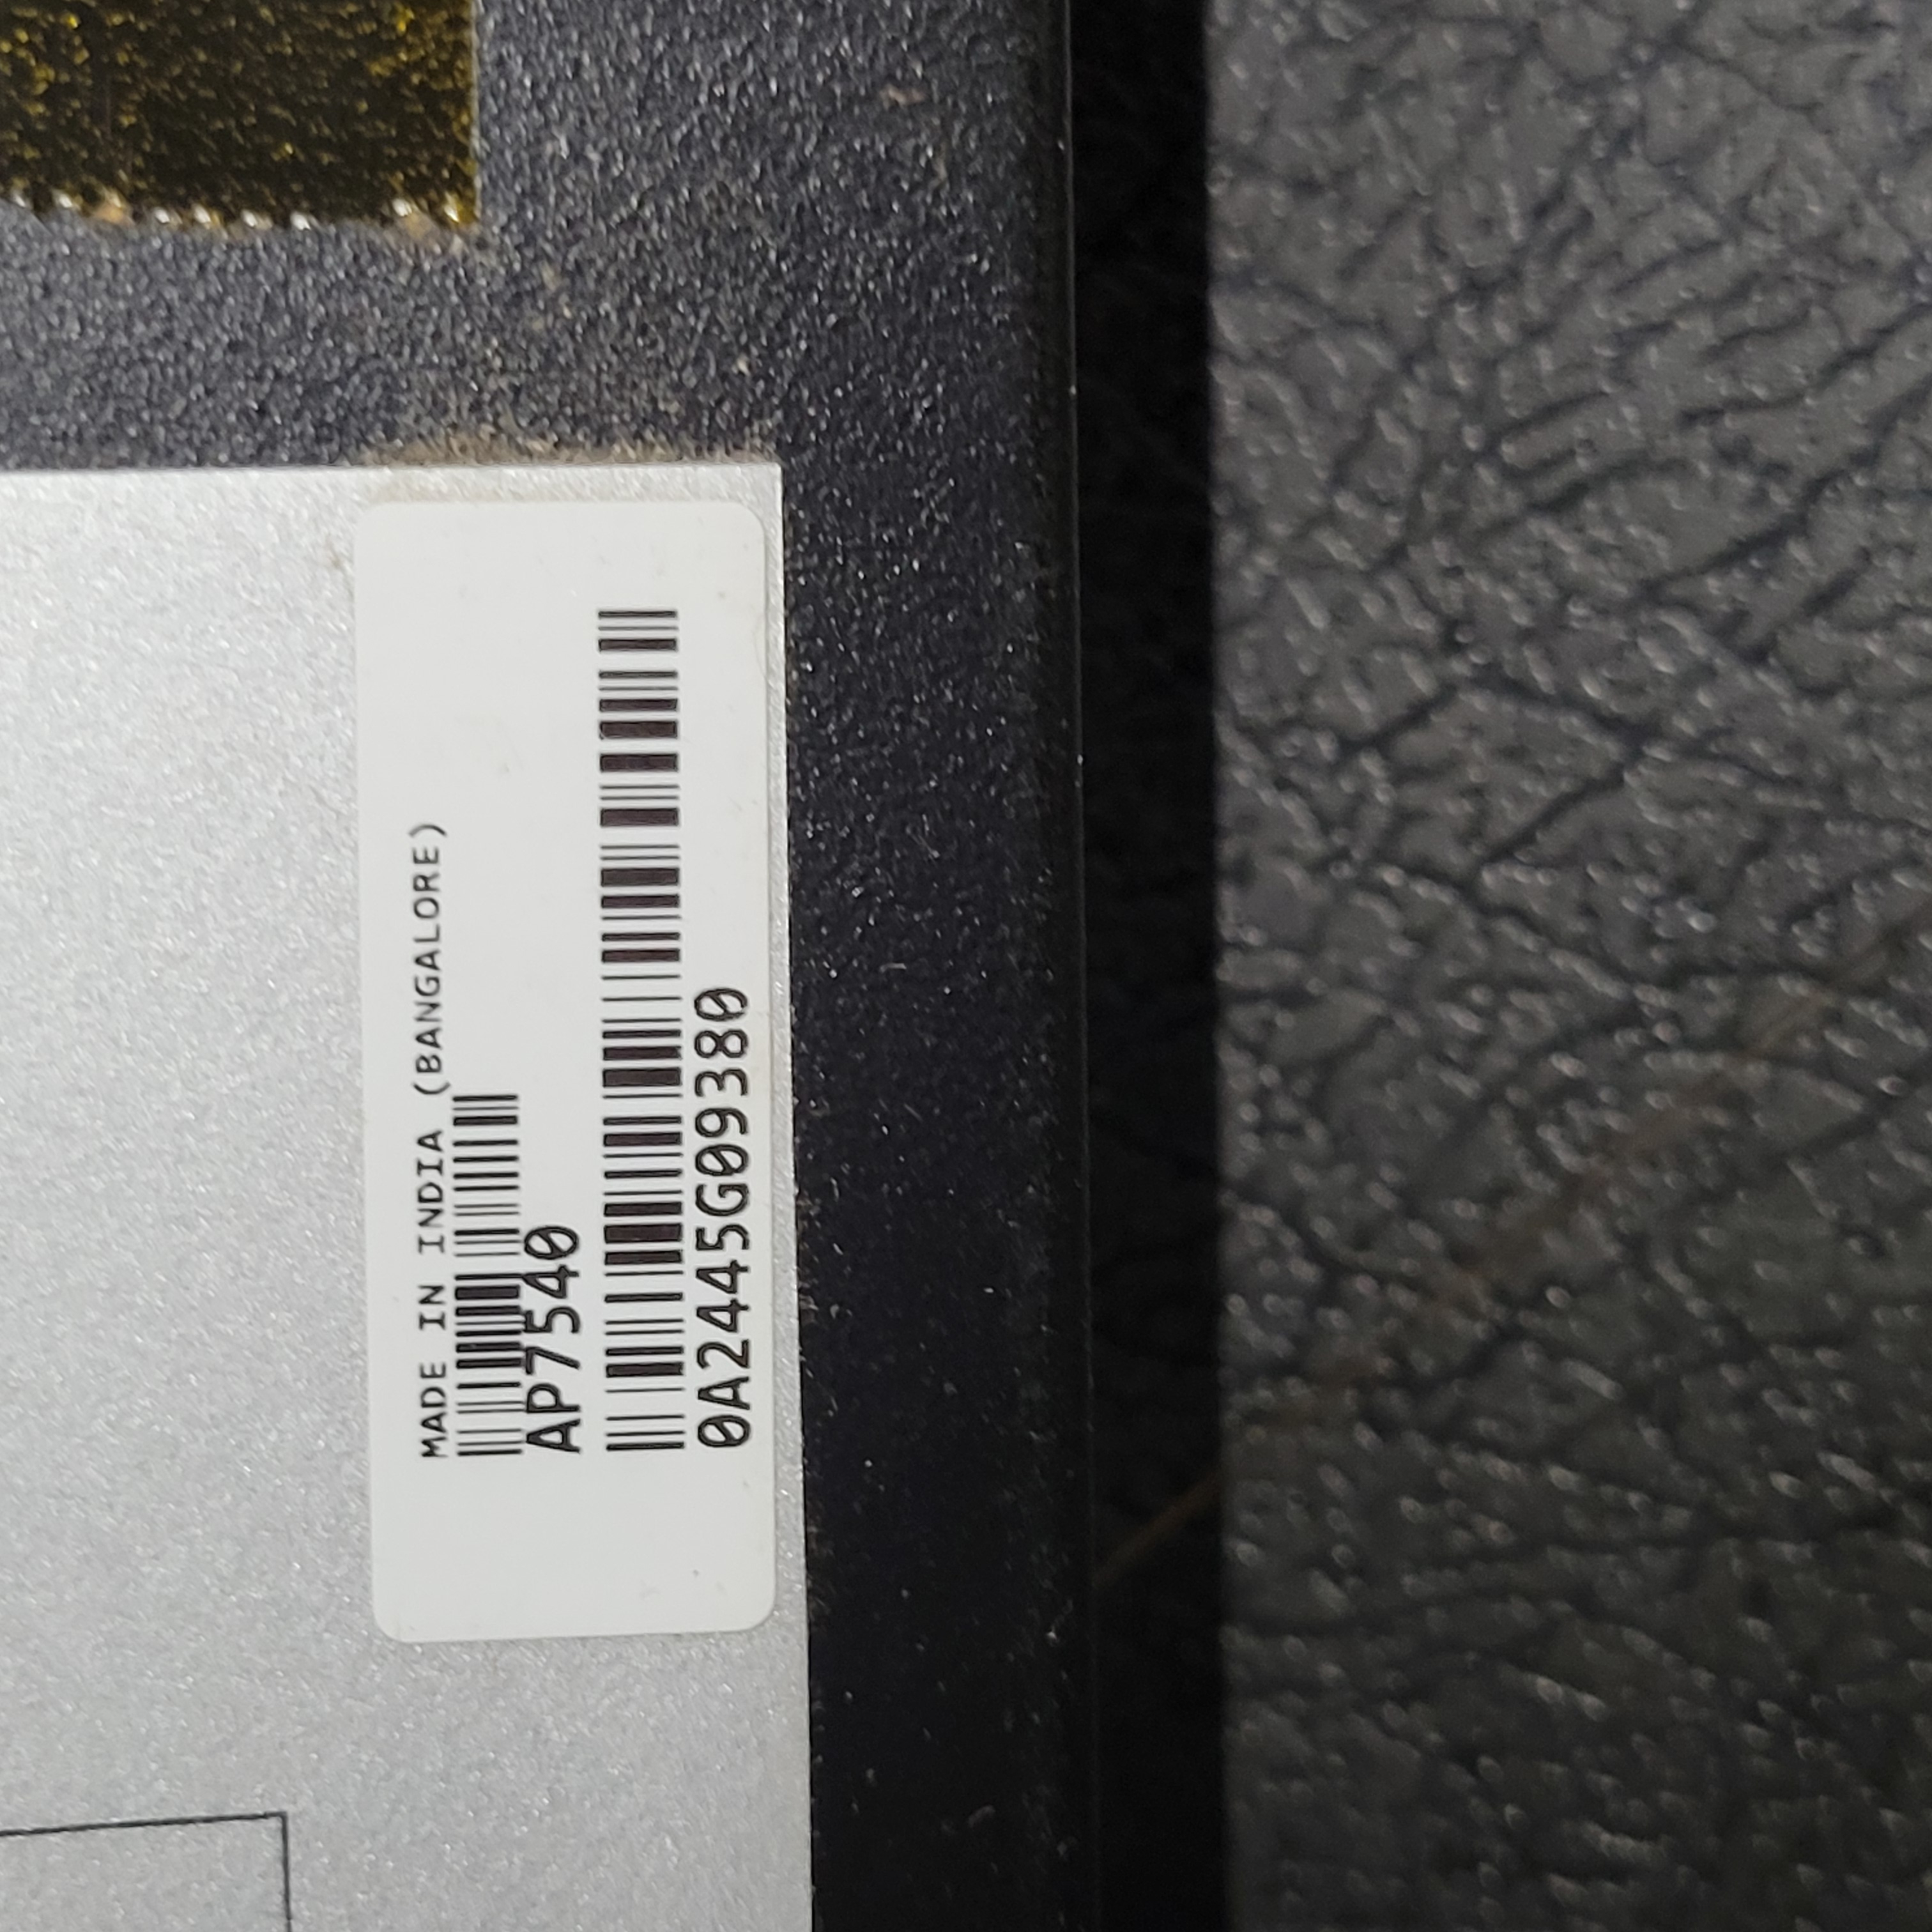 MADE IN INDIA (BANGALORE)
AP7540
0A2445G09380